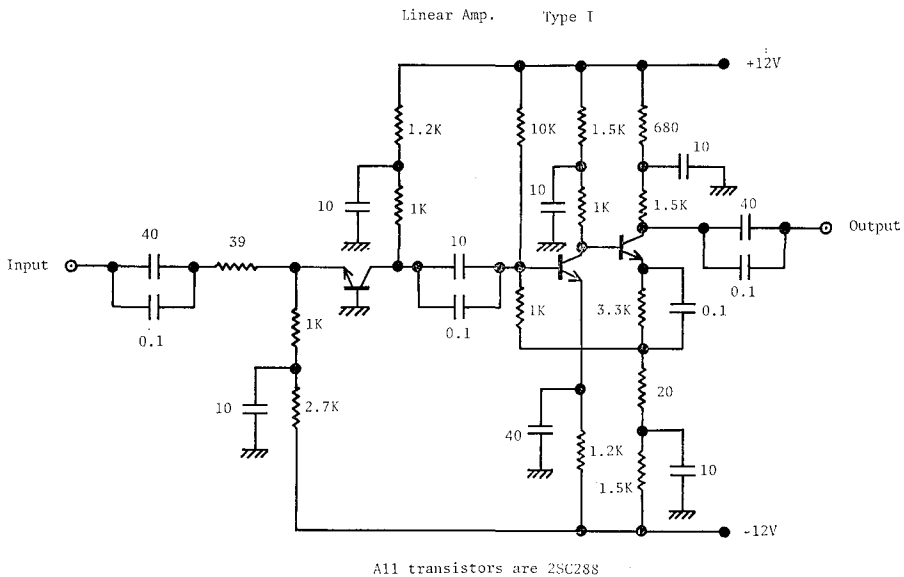 Linear Amp. Type I
+12V
1.2K
10K
1.5K
680
10
10
1K
10
1K
1.5K
40
Output
0.1
40
39
10
Input
0.1
1K
0.1
1K
3.3K
0.1
10
2.7K
20
40
1.2K
1.5K
10
-12V
All transistors are 2SC288